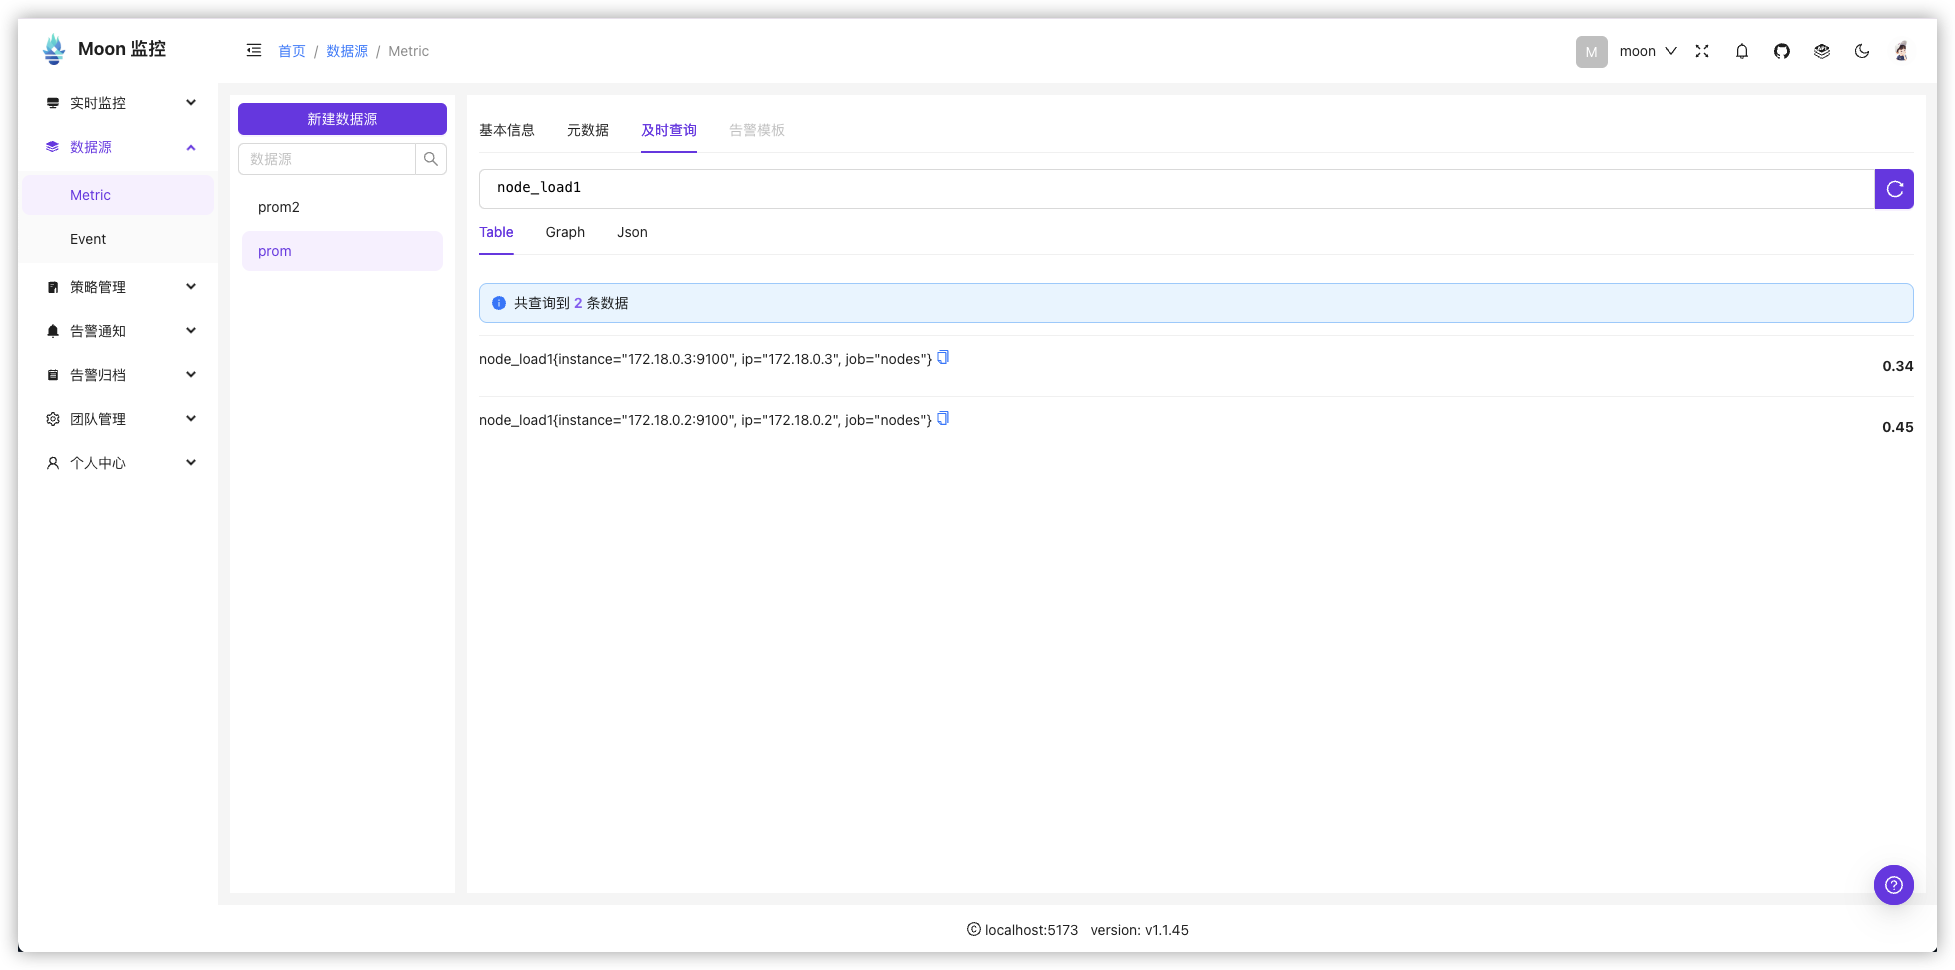 Moon 监控
首页 / 数据源 / Metric
M moon
实时监控
数据源
Metric
Event
策略管理
告警通知
告警归档
团队管理
个人中心
新建数据源
数据源
prom2
prom
基本信息 元数据 及时查询 告警模板
node_load1
Table Graph Json
共查询到 2 条数据
node_load1{instance="172.18.0.3:9100", ip="172.18.0.3", job="nodes"}
0.34
node_load1{instance="172.18.0.2:9100", ip="172.18.0.2", job="nodes"}
0.45
© localhost:5173 version: v1.1.45